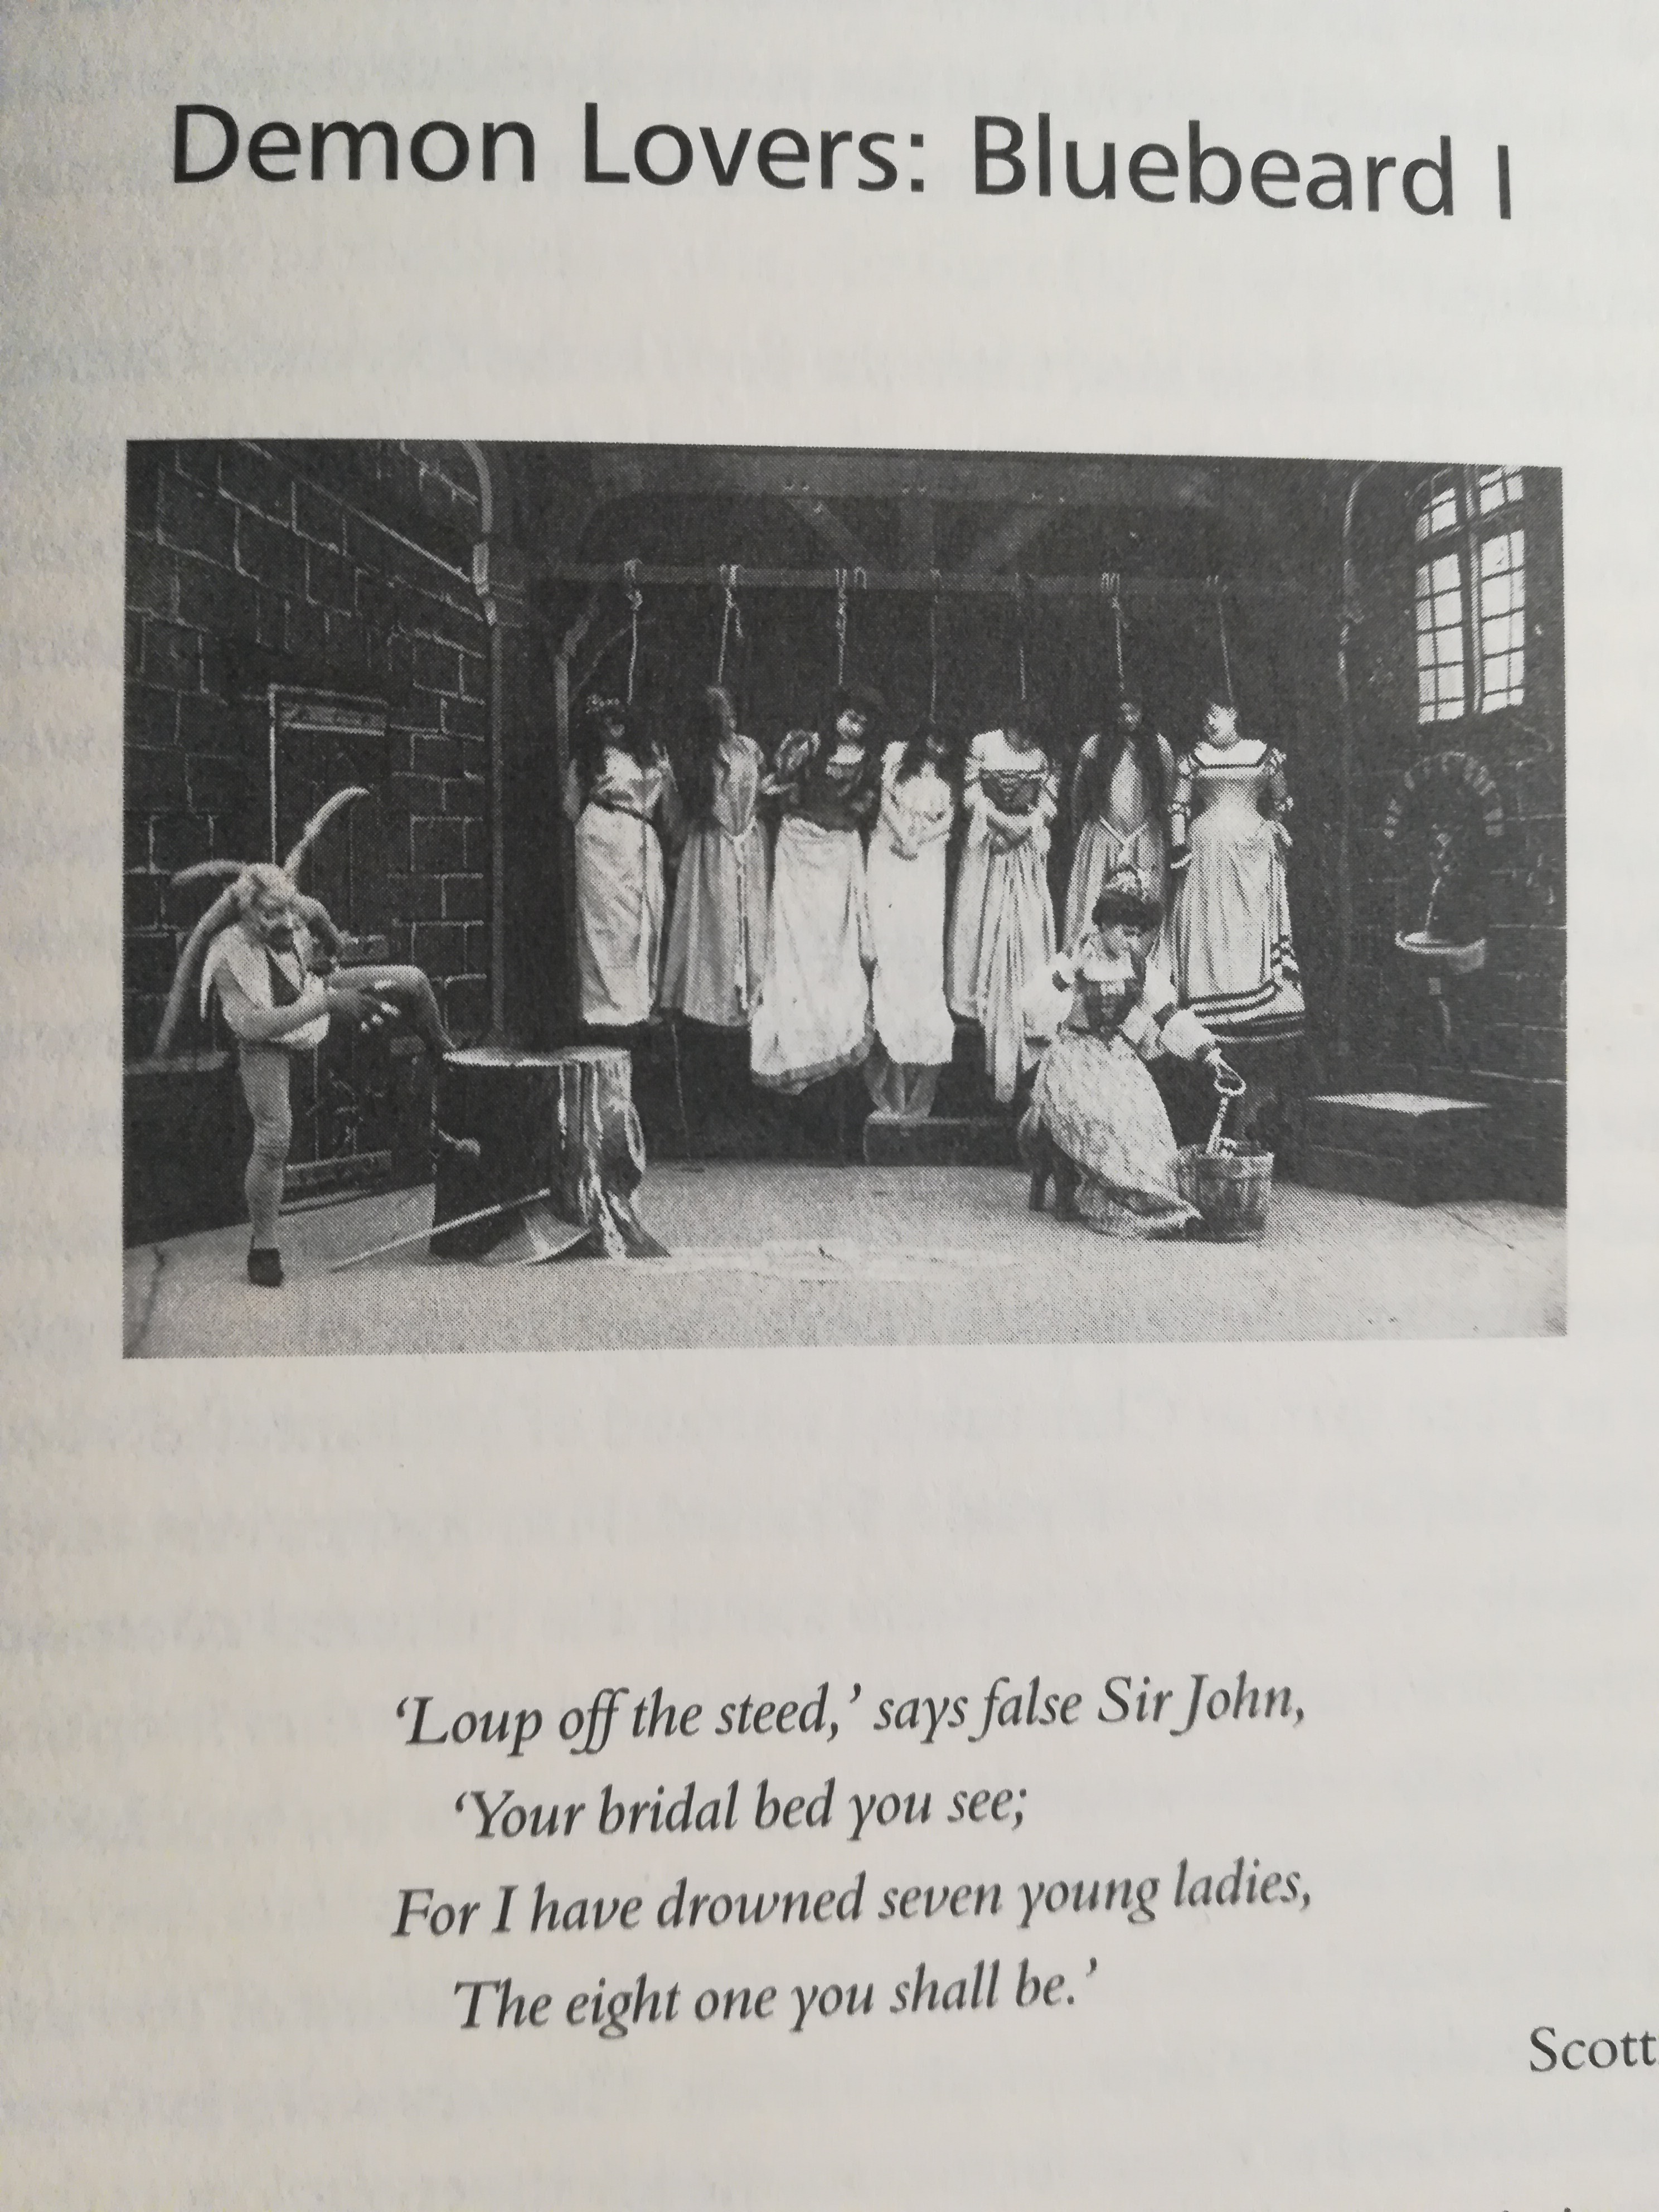 Demon Lovers: Bluebeard I
‘Loup off the steed,’ says false Sir John,
‘Your bridal bed you see;
For I have drowned seven young ladies,
The eight one you shall be.’
Scott